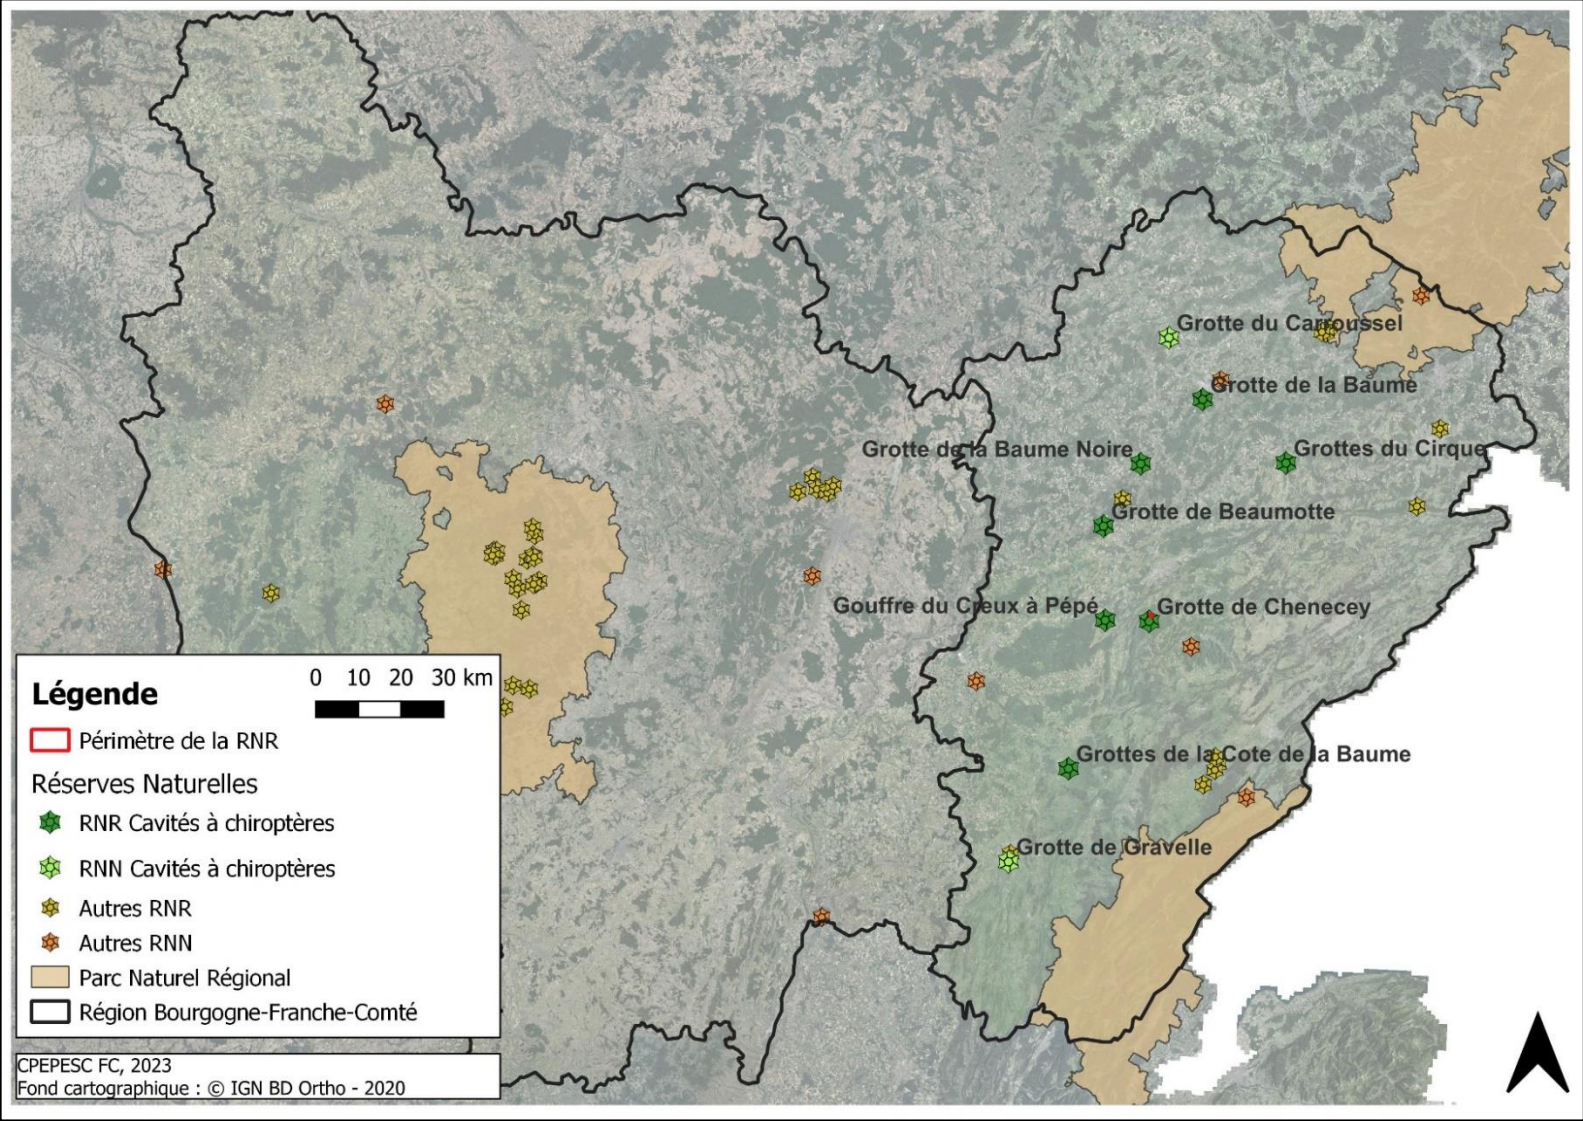 Grotte du Carroussel
Grotte de la Baume
Grotte de la Baume Noire
Grottes du Cirque
Grotte de Beaumotte
Gouffre du Creux à Pépé
Grotte de Chenecey
Grottes de la Cote de la Baume
Grotte de Gravelle
Légende
0 10 20 30 km
Périmètre de la RNR
Réserves Naturelles
RNR Cavités à chiroptères
RNN Cavités à chiroptères
Autres RNR
Autres RNN
Parc Naturel Régional
Région Bourgogne-Franche-Comté
CPEPESC FC, 2023
Fond cartographique : © IGN BD Ortho - 2020